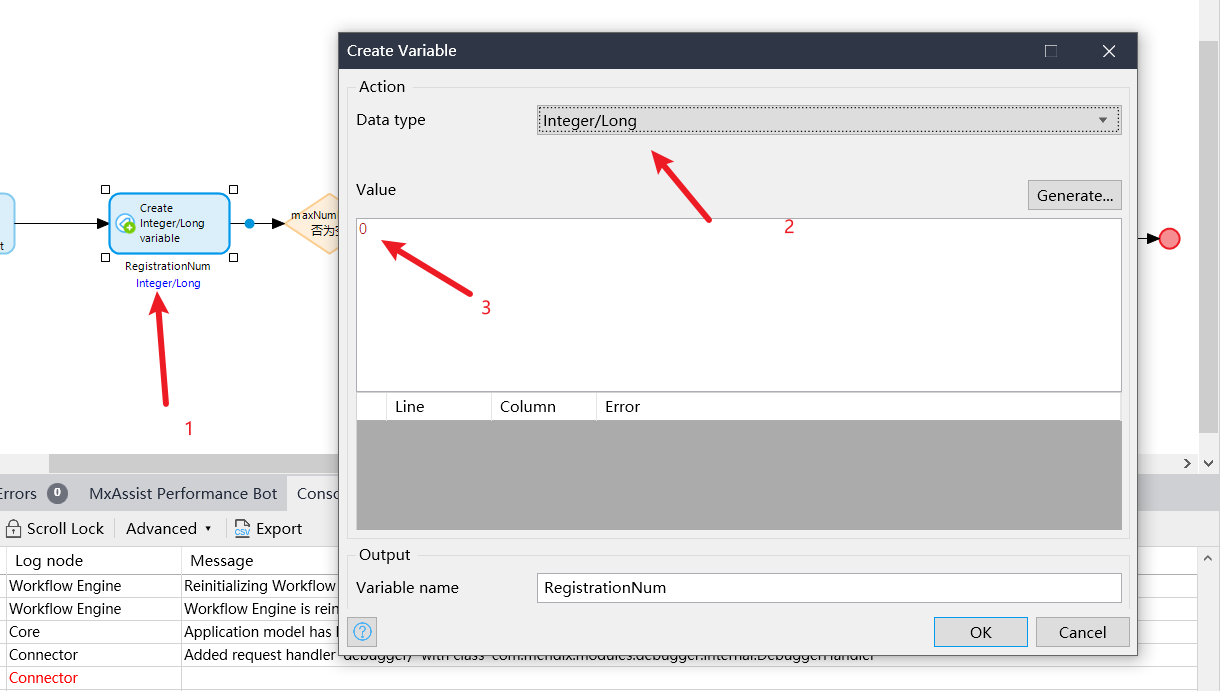 Create Variable
Action
Data type
Integer/Long
2
Value
Generate...
0
3
Line
Column
Error
Output
Variable name
RegistrationNum
OK
Cancel
t
Create
Integer/Long
variable
RegistrationNum
Integer/Long
1
maxNum
否为
Errors 0
MxAssist Performance Bot
Conso
Scroll Lock
Advanced
CSV
Export
Log node
Message
Workflow Engine
Reinitializing Workflow
Workflow Engine
Workflow Engine is rein
Core
Application model has
Connector
Added request handler 'debugger/' with class 'com.mendix.modules.debugger.internal.DebuggerHandler'
Connector